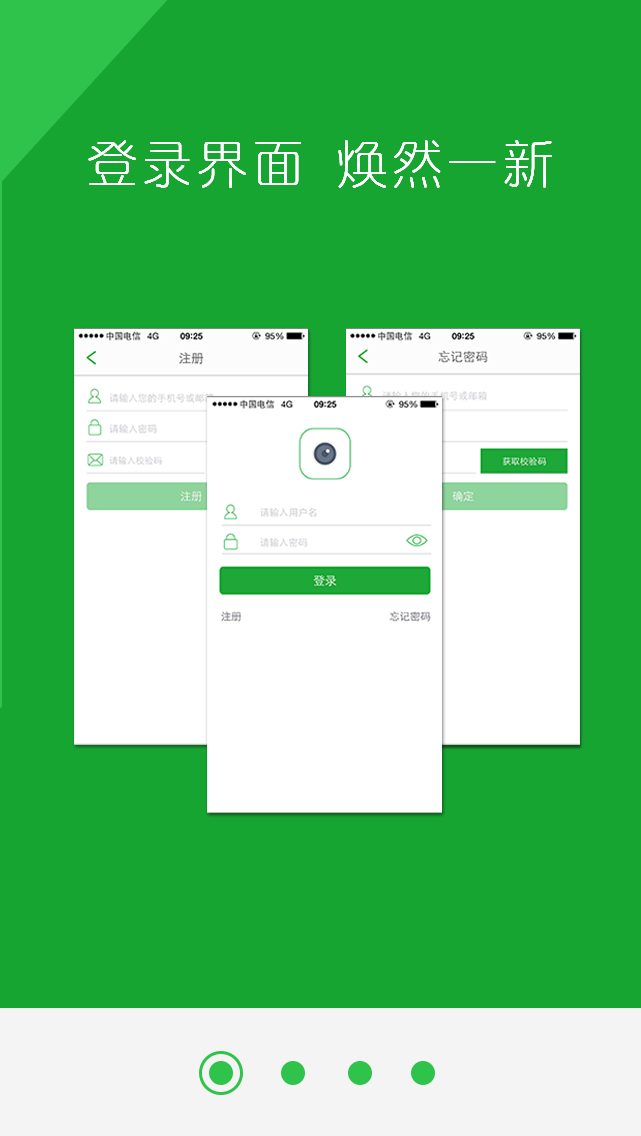 登录界面 焕然一新
中国电信 4G 09:25 95%
注册
请输入您的手机号或邮箱
请输入密码
请输入校验码
注册
中国电信 4G 09:25 95%
忘记密码
请输入您的手机号或邮箱
获取校验码
确定
中国电信 4G 09:25 95%
请输入用户名
请输入密码
登录
注册 忘记密码